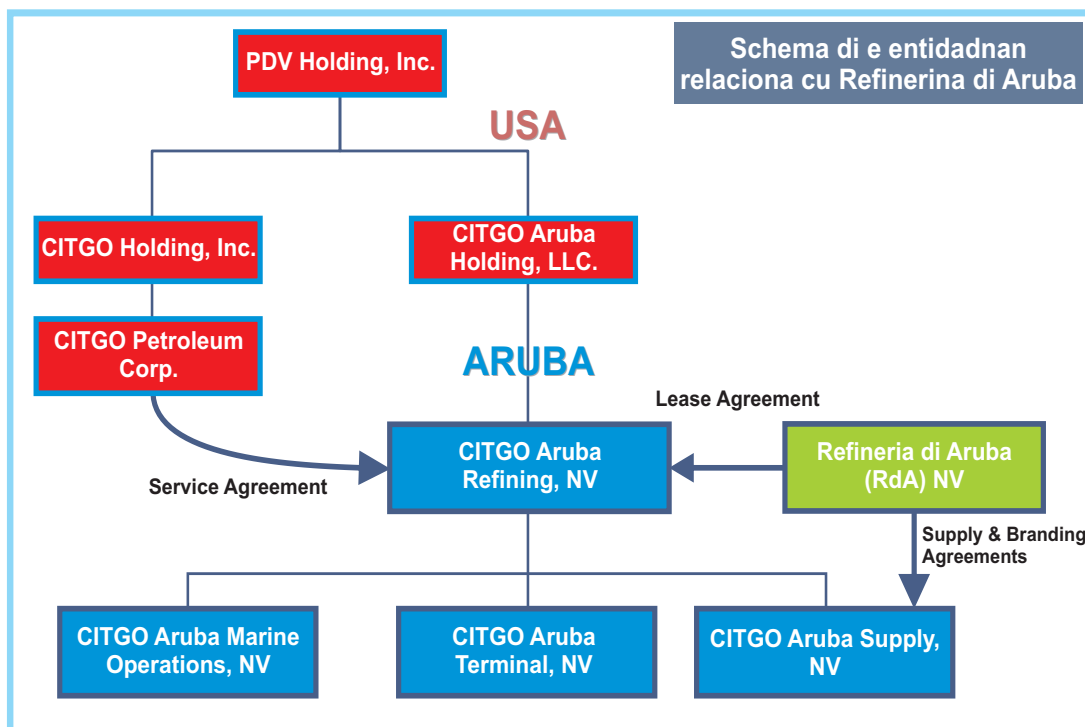 PDV Holding, Inc.
Schema di e entidadnan
relaciona cu Refinerina di Aruba
USA
CITGO Holding, Inc.
CITGO Aruba
Holding, LLC.
CITGO Petroleum
Corp.
ARUBA
Lease Agreement
CITGO Aruba
Refining, NV
Refineria di Aruba
(RdA) NV
Service Agreement
Supply & Branding
Agreements
CITGO Aruba Marine
Operations, NV
CITGO Aruba
Terminal, NV
CITGO Aruba Supply,
NV